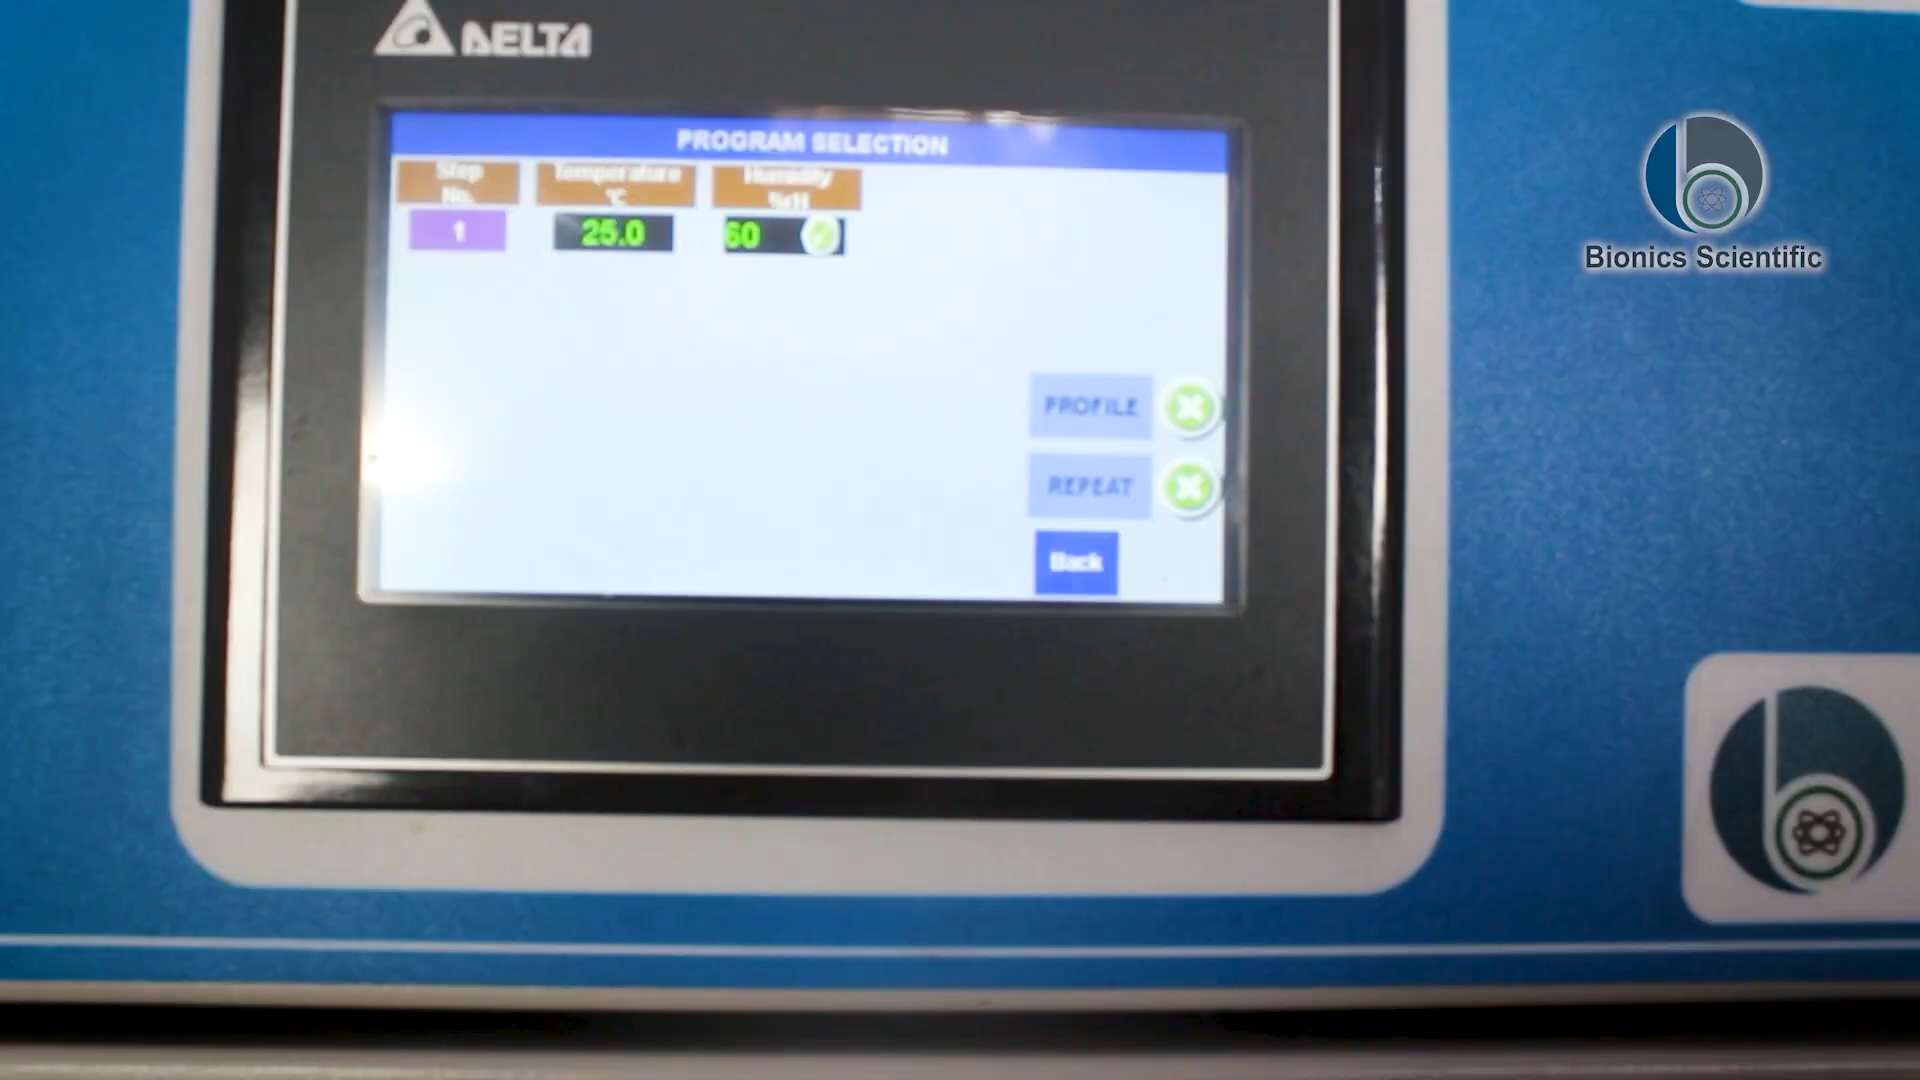 DELTA
PROGRAM SELECTION
Step No.
Temperature °C
Humidity %rH
1
25.0
60
PROFILE
REPEAT
Back
Bionics Scientific